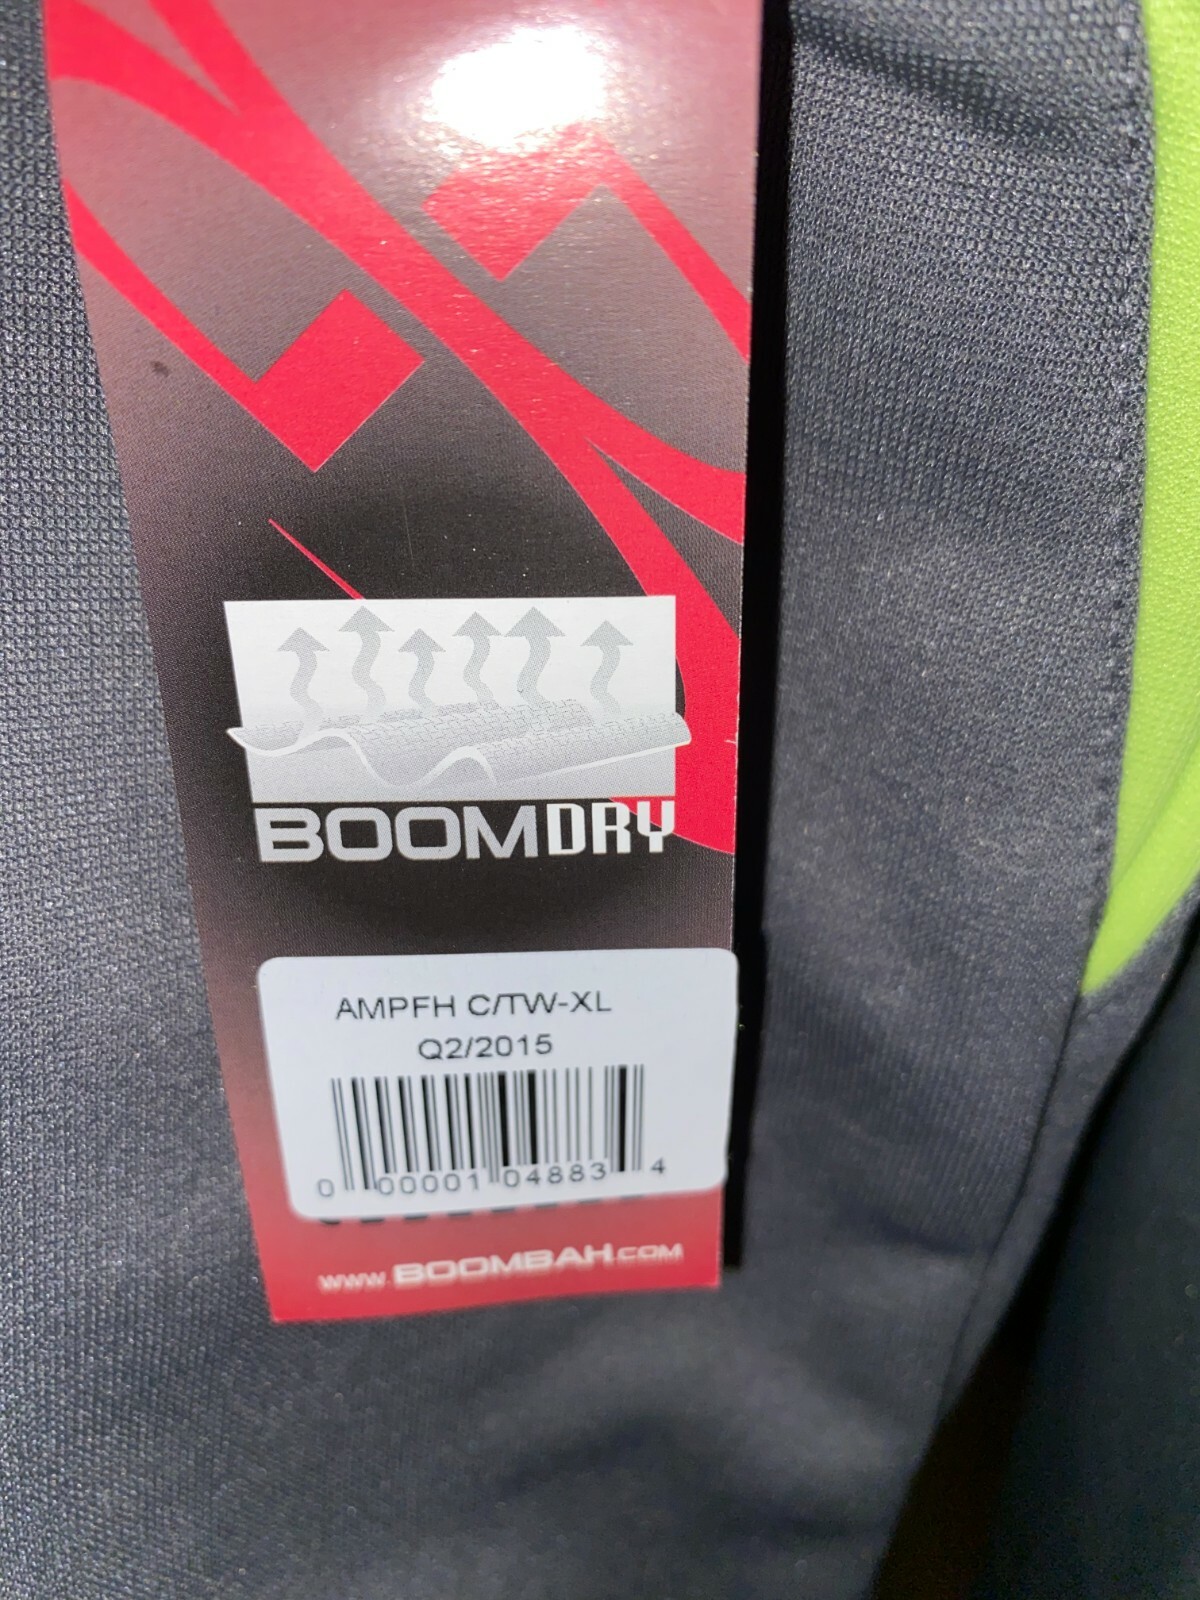 BOOMDRY
AMPFH C/TW-XL
Q2/2015
0 00001 04883 4
www.BOOMBAH.COM